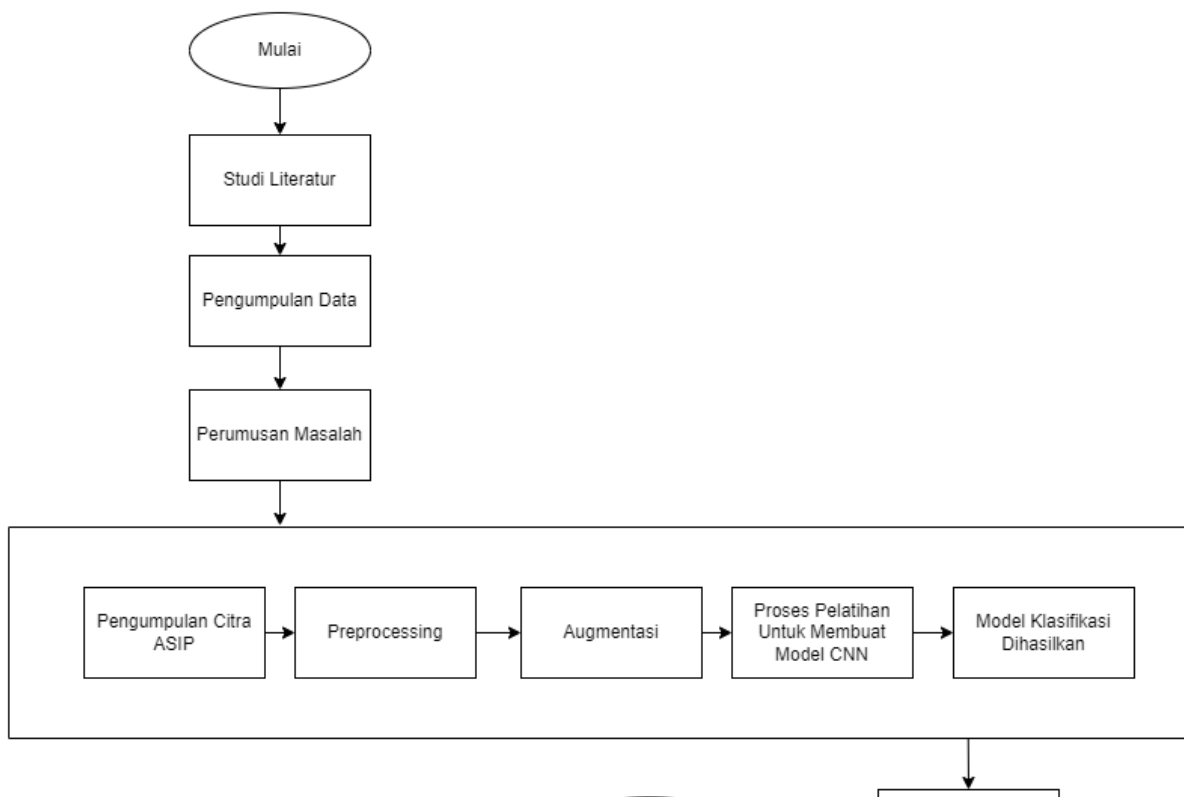 Mulai
Studi Literatur
Pengumpulan Data
Perumusan Masalah
Pengumpulan Citra
ASIP
Preprocessing
Augmentasi
Proses Pelatihan
Untuk Membuat
Model CNN
Model Klasifikasi
Dihasilkan